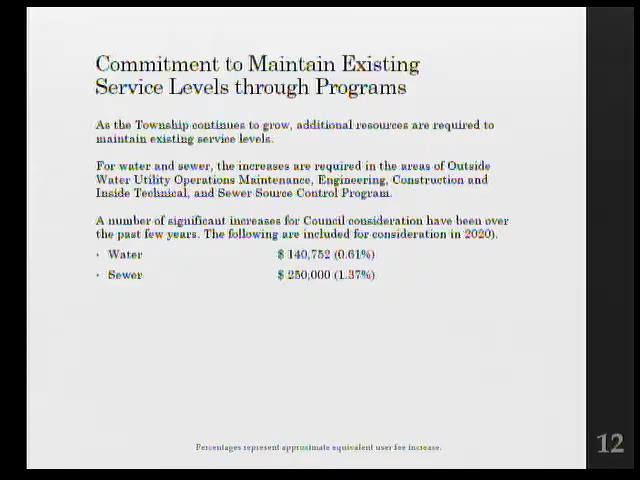 Commitment to Maintain Existing
Service Levels through Programs
As the Township continues to grow, additional resources are required to
maintain existing service levels.
For water and sewer, the increases are required in the areas of Outside
Water Utility Operations Maintenance, Engineering, Construction and
Inside Technical, and Sewer Source Control Program.
A number of significant increases for Council consideration have been over
the past few years. The following are included for consideration in 2020).
• Water $ 140,752 (0.61%)
• Sewer $ 250,000 (1.37%)
Percentages represent approximate equivalent user fee increase.
12